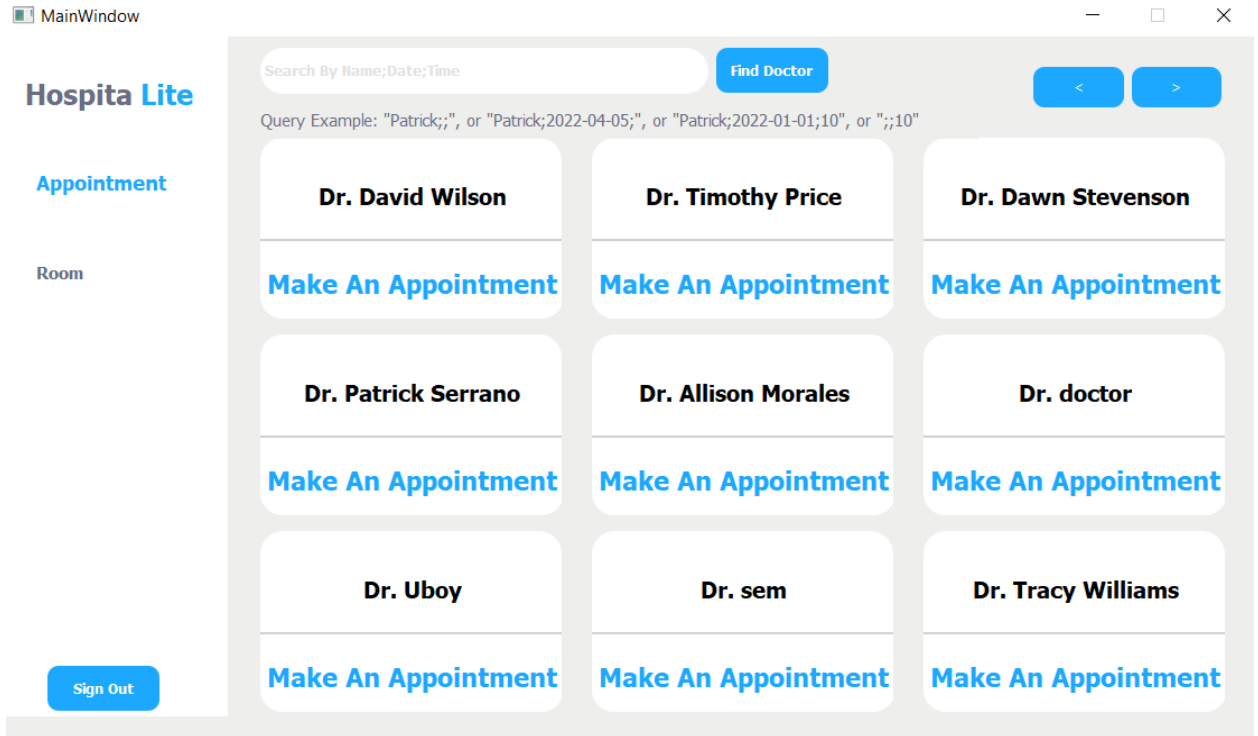 MainWindow
Hospita Lite
Appointment
Room
Sign Out
Search By Name;Date;Time
Find Doctor
<
>
Query Example: "Patrick;;", or "Patrick;2022-04-05;", or "Patrick;2022-01-01;10", or ";;10"
Dr. David Wilson
Make An Appointment
Dr. Timothy Price
Make An Appointment
Dr. Dawn Stevenson
Make An Appointment
Dr. Patrick Serrano
Make An Appointment
Dr. Allison Morales
Make An Appointment
Dr. doctor
Make An Appointment
Dr. Uboy
Make An Appointment
Dr. sem
Make An Appointment
Dr. Tracy Williams
Make An Appointment